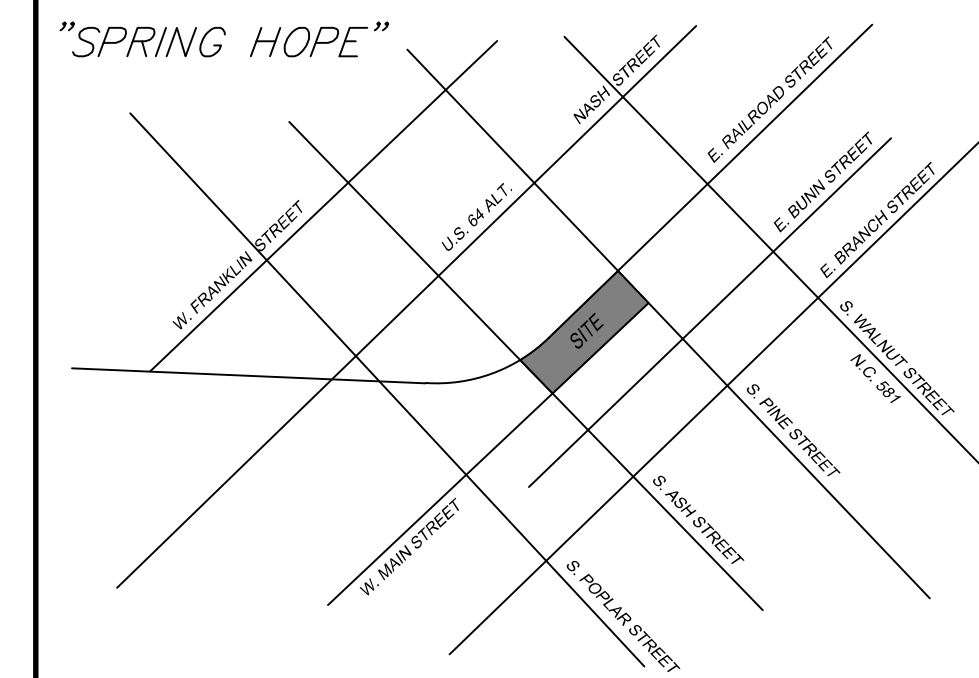 ”SPRING HOPE”
NASH STREET
E. RAILROAD STREET
E. BUNN STREET
E. BRANCH STREET
U.S. 64 ALT.
W. FRANKLIN STREET
SITE
S. WALNUT STREET
N.C. 581
S. PINE STREET
S. ASH STREET
W. MAIN STREET
S. POPLAR STREET